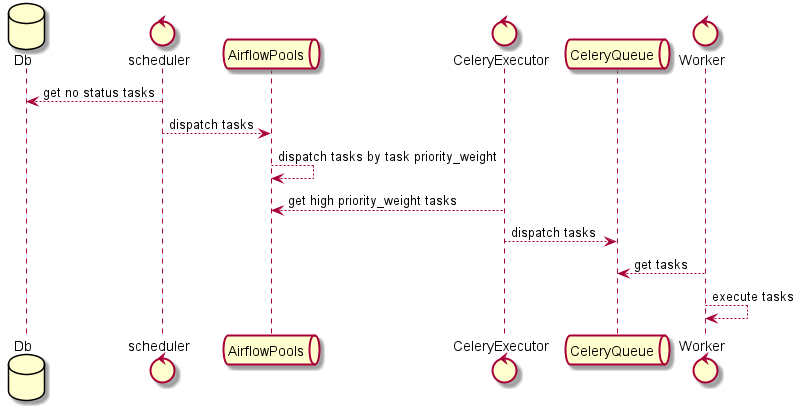 Db
scheduler
AirflowPools
CeleryExecutor
CeleryQueue
Worker
get no status tasks
dispatch tasks
dispatch tasks by task priority_weight
get high priority_weight tasks
dispatch tasks
get tasks
execute tasks
Db
scheduler
AirflowPools
CeleryExecutor
CeleryQueue
Worker